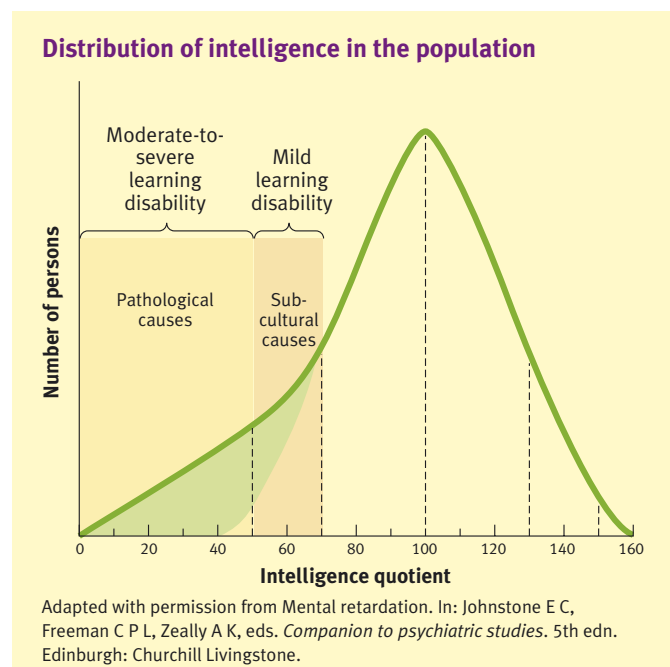 Distribution of intelligence in the population
Moderate-to-
severe
learning
disability
Mild
learning
disability
Pathological
causes
Sub-
cultural
causes
Number of persons
0 20 40 60 80 100 120 140 160
Intelligence quotient
Adapted with permission from Mental retardation. In: Johnstone E C,
Freeman C P L, Zeally A K, eds. Companion to psychiatric studies. 5th edn.
Edinburgh: Churchill Livingstone.